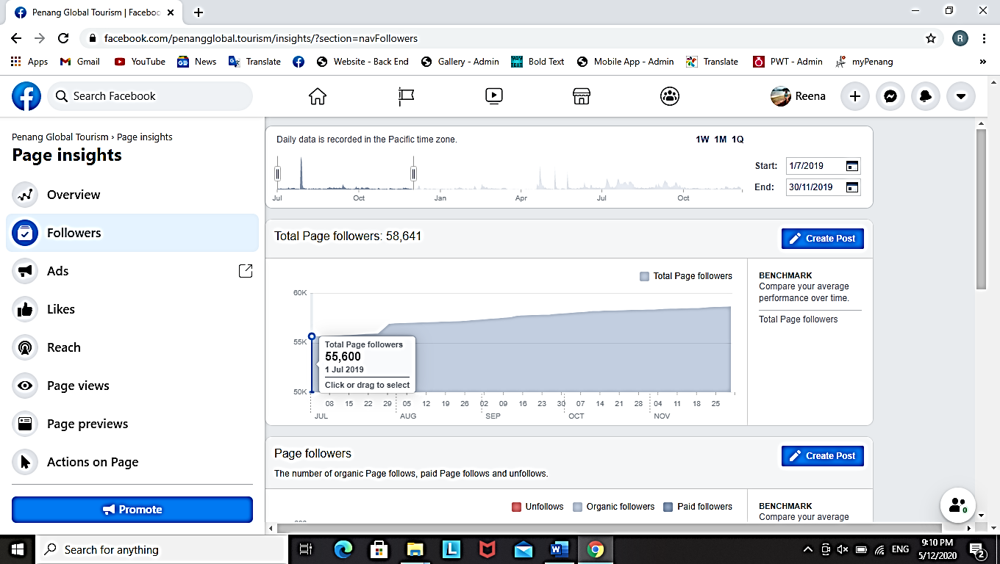 Penang Global Tourism | Faceboo
facebook.com/penangglobal.tourism/insights/?section=navFollowers
R
Apps Gmail YouTube News Translate Website - Back End Gallery - Admin Bold Text Mobile App - Admin Translate PWT - Admin myPenang »
Search Facebook
Reena
Penang Global Tourism › Page insights
Page insights
Overview
Followers
Ads
Likes
Reach
Page views
Page previews
Actions on Page
Promote
Daily data is recorded in the Pacific time zone.
1W 1M 1Q
Start: 1/7/2019
End: 30/11/2019
Jul Oct Jan Apr Jul Oct
Total Page followers: 58,641
Create Post
Total Page followers
60K
55K
50K
Total Page followers
55,600
1 Jul 2019
Click or drag to select
08 15 22 29 05 12 19 26 02 09 16 23 30 07 14 21 28 04 11 18 25
JUL AUG SEP OCT NOV
BENCHMARK
Compare your average
performance over time.
Total Page followers
Page followers
The number of organic Page follows, paid Page follows and unfollows.
Create Post
Unfollows Organic followers Paid followers
BENCHMARK
Compare your average
0
Search for anything
ENG
9:10 PM
5/12/2020
2